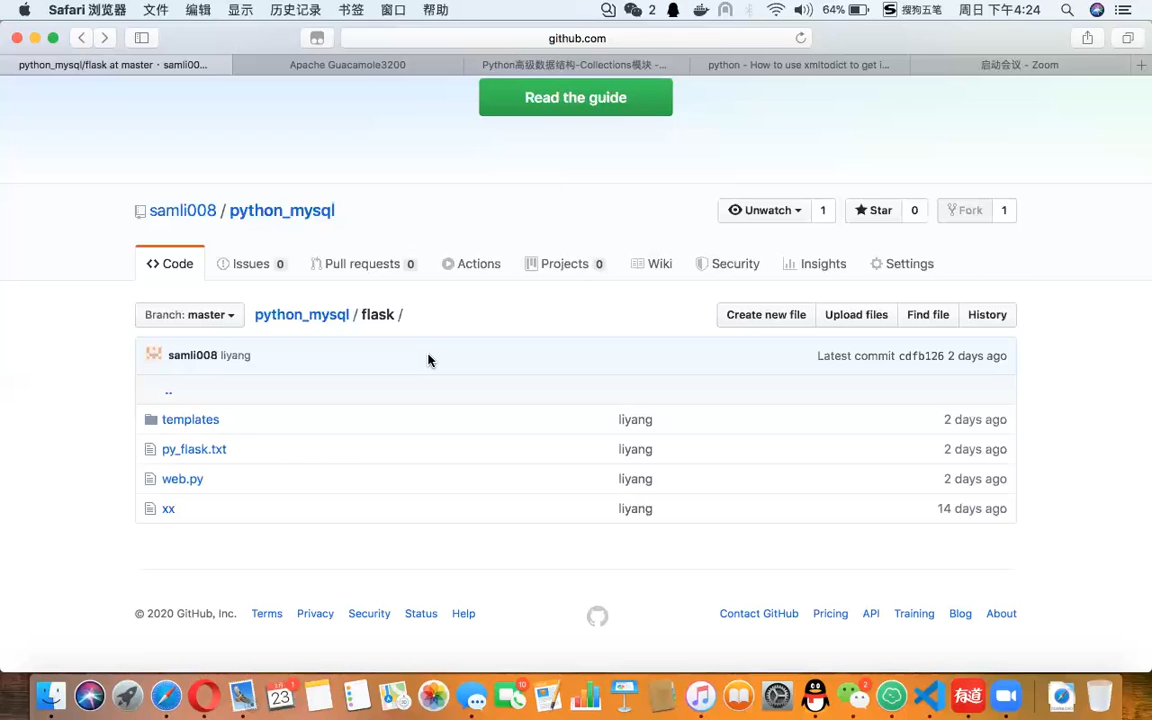 Safari 浏览器 文件 编辑 显示 历史记录 书签 窗口 帮助 2 64% S 搜狗五笔 周日 下午4:24
github.com
python_mysql/flask at master · samli00... Apache Guacamole3200 Python高级数据结构-Collections模块 -... python - How to use xmltodict to get i... 启动会议 - Zoom
Read the guide
samli008 / python_mysql Unwatch 1 Star 0 Fork 1
<> Code Issues 0 Pull requests 0 Actions Projects 0 Wiki Security Insights Settings
Branch: master python_mysql / flask / Create new file Upload files Find file History
samli008 liyang Latest commit cdfb126 2 days ago
..
templates liyang 2 days ago
py_flask.txt liyang 2 days ago
web.py liyang 2 days ago
xx liyang 14 days ago
© 2020 GitHub, Inc. Terms Privacy Security Status Help Contact GitHub Pricing API Training Blog About
23 10 2 有道